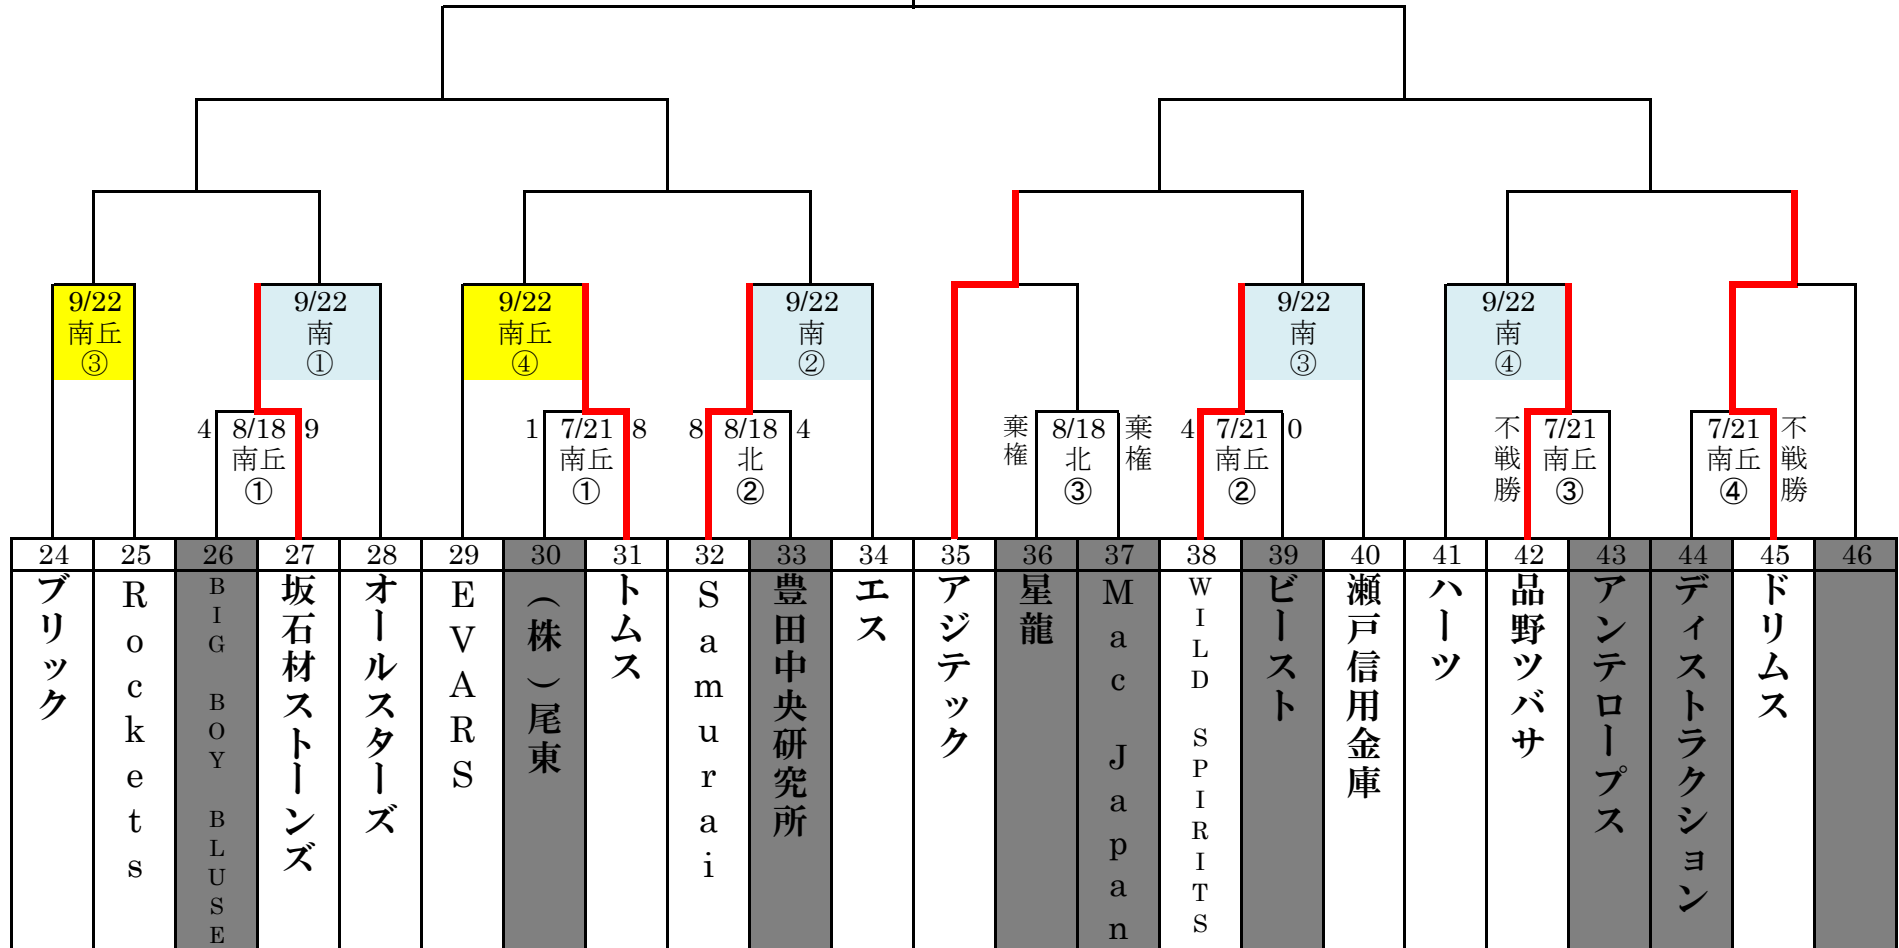 9/22
南丘
③
9/22
南
①
9/22
南丘
④
9/22
南
②
9/22
南
③
9/22
南
④
4
8/18
南丘
①
9
1
7/21
南丘
①
8
8
8/18
北
②
4
棄権
8/18
北
③
棄権
4
7/21
南丘
②
0
不戦勝
7/21
南丘
③
7/21
南丘
④
不戦勝
24
25
26
27
28
29
30
31
32
33
34
35
36
37
38
39
40
41
42
43
44
45
46
ブリック
Rockets
BIG BOY BLUSE
坂石材ストーンズ
オールスターズ
EVARS
（株）尾東
トムス
Samurai
豊田中央研究所
エス
アジテック
星龍
Mac Japan
WILD SPIRITS
ビースト
瀬戸信用金庫
ハーツ
品野ツバサ
アンテロープス
ディストラクション
ドリムス